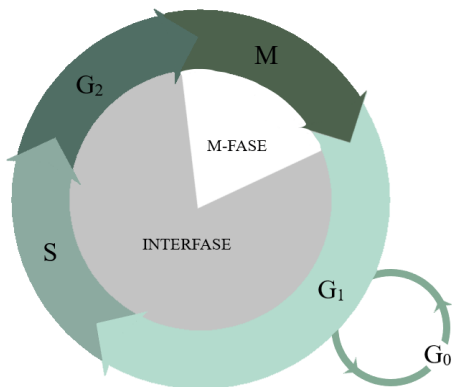 M
G₂
M-FASE
INTERFASE
S
G₁
G₀